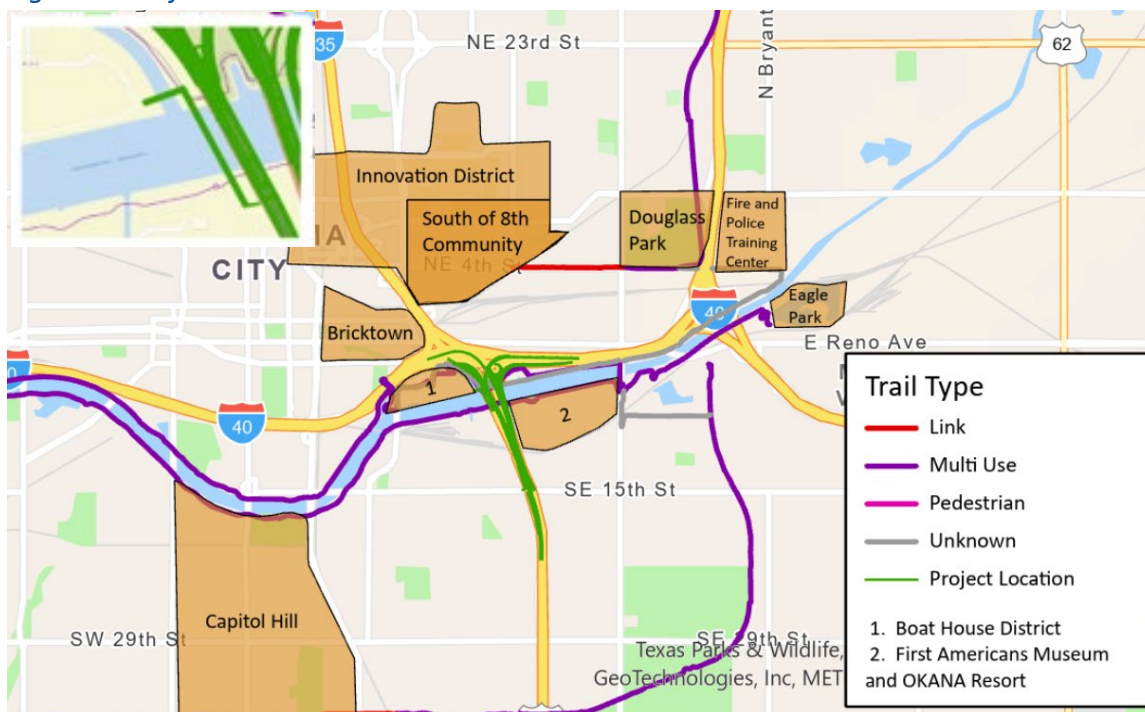 35
NE 23rd St
N Bryant
62
Innovation District
South of 8th
Community
Douglass
Park
Fire and
Police
Training
Center
CITY
NE 4th St
Bricktown
40
Eagle
Park
E Reno Ave
1
2
40
SE 15th St
Capitol Hill
SW 29th St
SE 29th St
Texas Parks & Wildlife,
GeoTechnologies, Inc, MET
Trail Type
Link
Multi Use
Pedestrian
Unknown
Project Location
1. Boat House District
2. First Americans Museum
and OKANA Resort